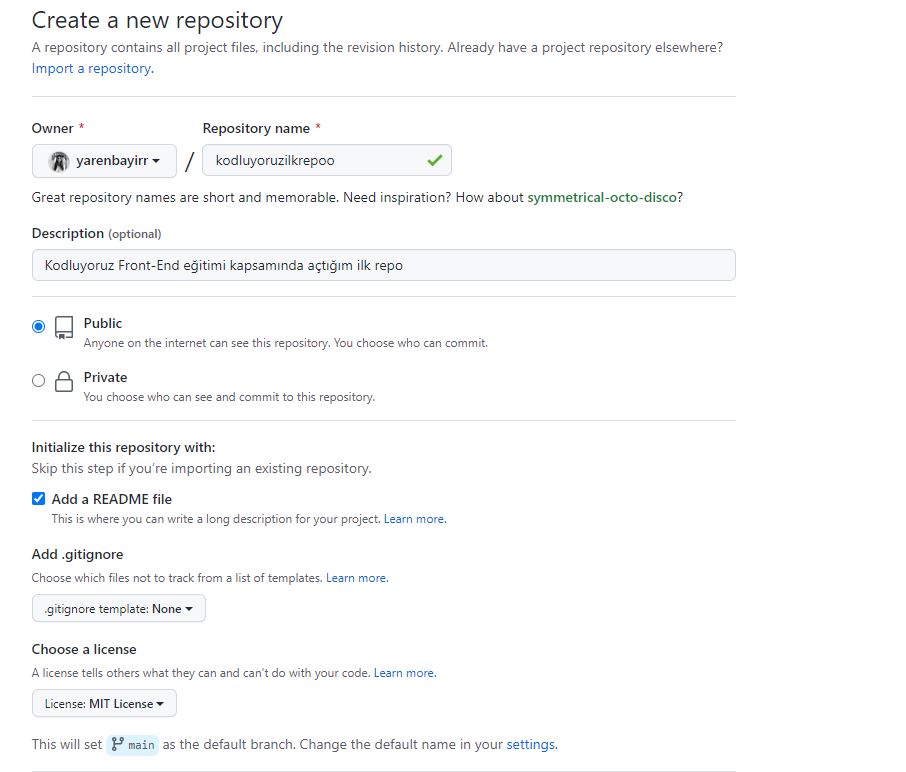 Create a new repository
A repository contains all project files, including the revision history. Already have a project repository elsewhere?
Import a repository.
Owner * Repository name *
yarenbayirr / kodluyoruzilkrepoo
Great repository names are short and memorable. Need inspiration? How about symmetrical-octo-disco?
Description (optional)
Kodluyoruz Front-End eğitimi kapsamında açtığım ilk repo
Public
Anyone on the internet can see this repository. You choose who can commit.
Private
You choose who can see and commit to this repository.
Initialize this repository with:
Skip this step if you're importing an existing repository.
Add a README file
This is where you can write a long description for your project. Learn more.
Add .gitignore
Choose which files not to track from a list of templates. Learn more.
.gitignore template: None
Choose a license
A license tells others what they can and can't do with your code. Learn more.
License: MIT License
This will set main as the default branch. Change the default name in your settings.